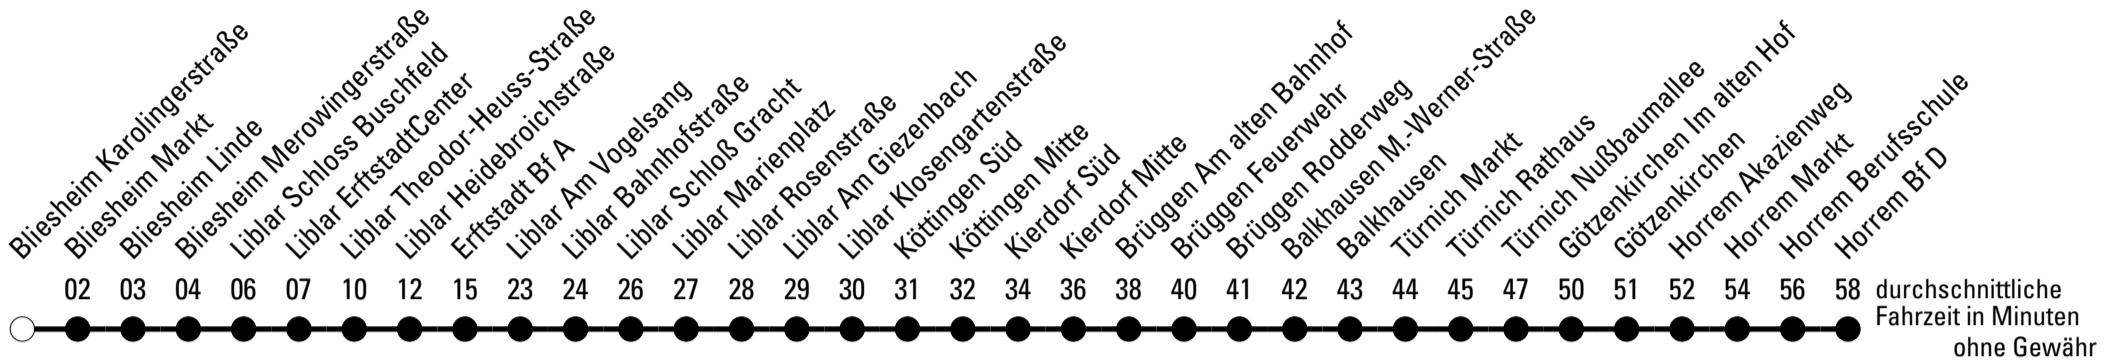 Bliesheim Karolingerstraße
Bliesheim Markt
Bliesheim Linde
Bliesheim Merowingerstraße
Liblar Schloss Buschfeld
Liblar ErftstadtCenter
Liblar Theodor-Heuss-Straße
Liblar Heidebroichstraße
Erftstadt Bf A
Liblar Am Vogelsang
Liblar Bahnhofstraße
Liblar Schloß Gracht
Liblar Marienplatz
Liblar Rosenstraße
Liblar Am Giezenbach
Liblar Klosengartenstraße
Köttingen Süd
Köttingen Mitte
Kierdorf Süd
Kierdorf Mitte
Brüggen Am alten Bahnhof
Brüggen Feuerwehr
Brüggen Rodderweg
Balkhausen M.-Werner-Straße
Balkhausen
Türnich Markt
Türnich Rathaus
Türnich Nußbaumallee
Götzenkirchen Im alten Hof
Götzenkirchen
Horrem Akazienweg
Horrem Markt
Horrem Berufsschule
Horrem Bf D
02 03 04 06 07 10 12 15 23 24 26 27 28 29 30 31 32 34 36 38 40 41 42 43 44 45 47 50 51 52 54 56 58 durchschnittliche
Fahrzeit in Minuten
ohne Gewähr